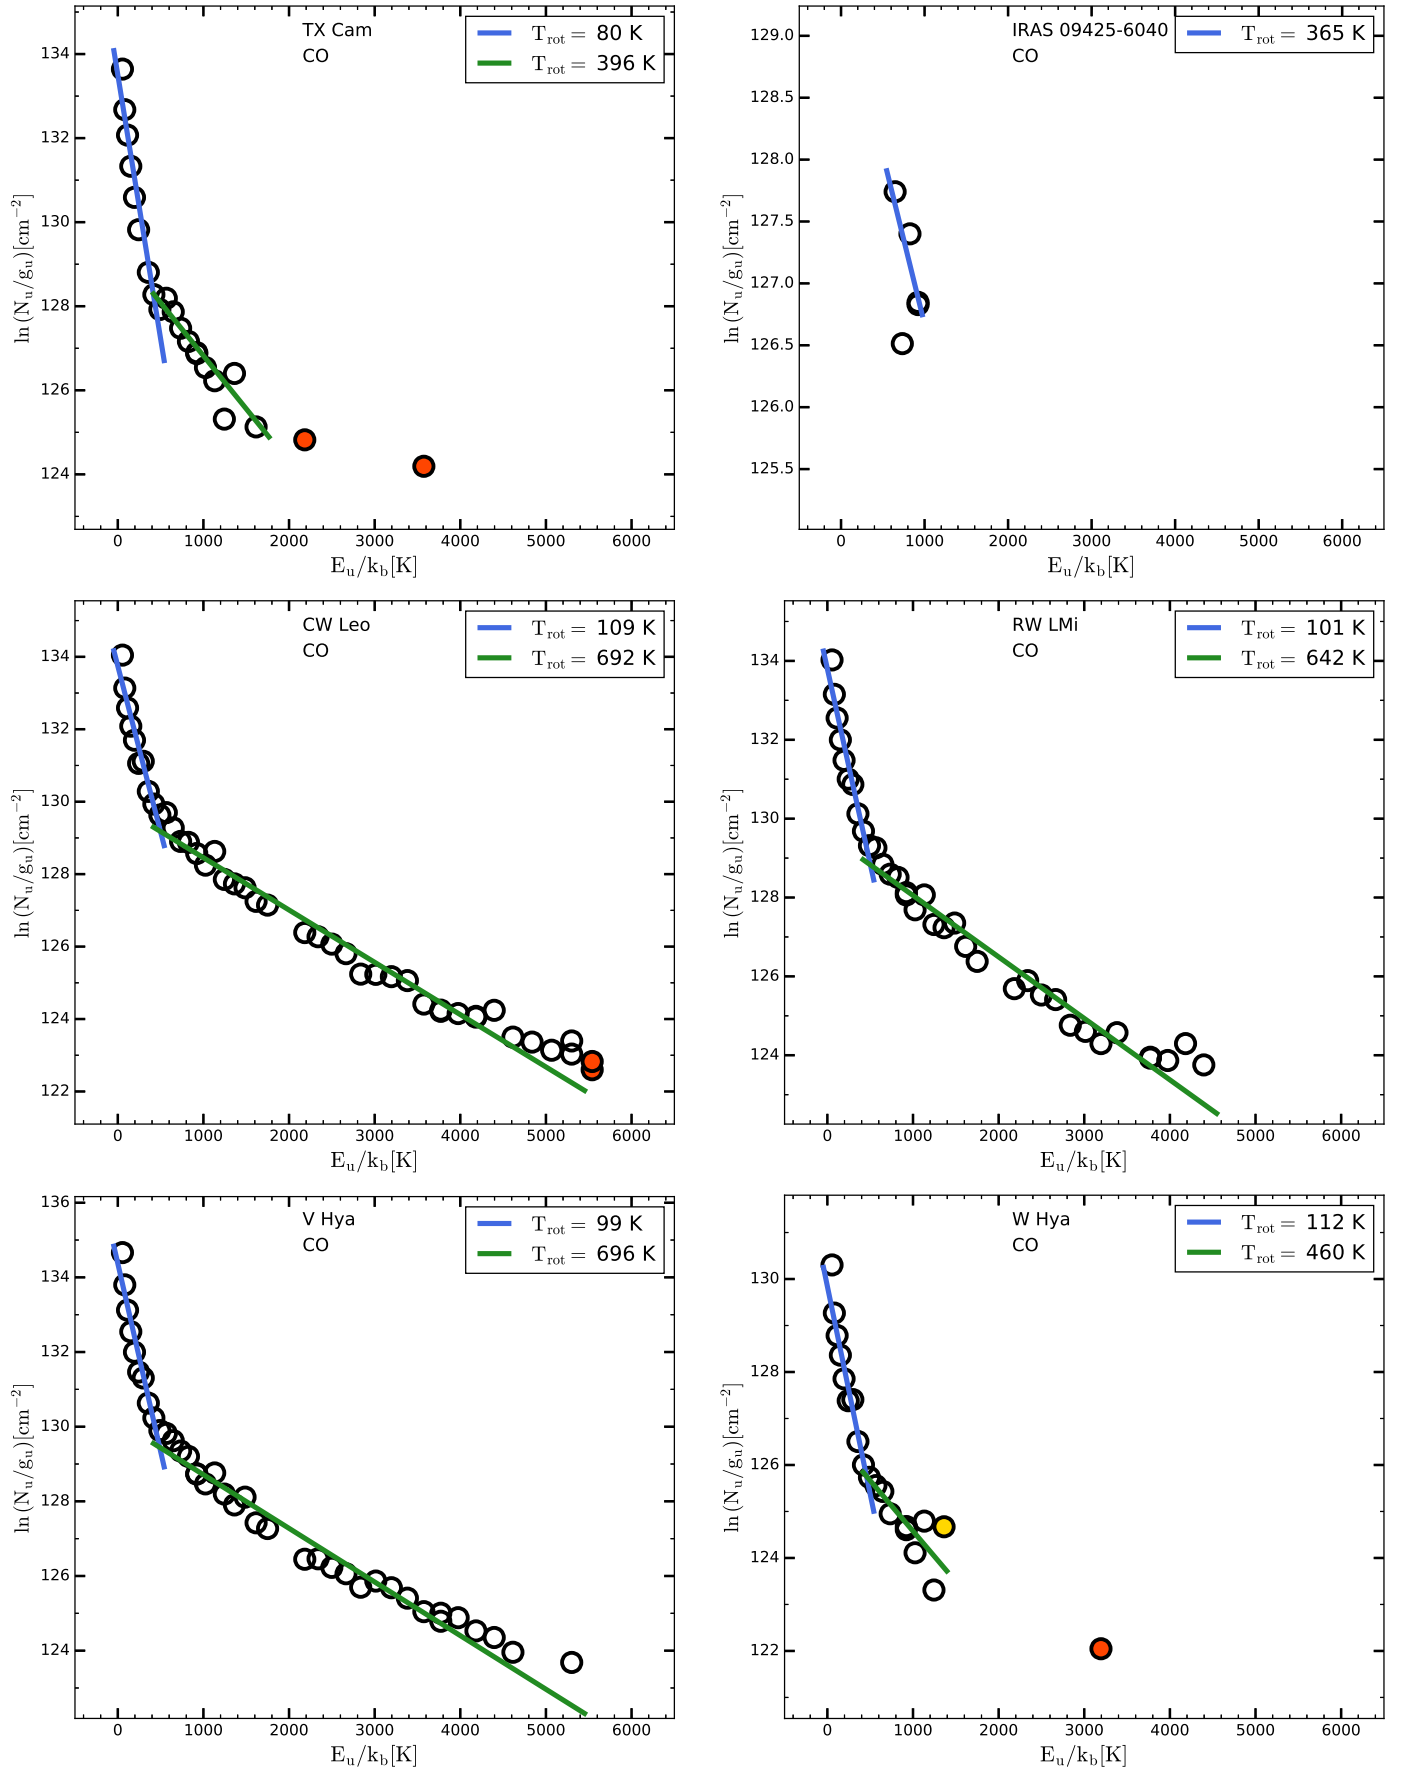 TX Cam
CO
T_rot = 80 K
T_rot = 396 K
134
132
130
128
126
124
ln (N_u/g_u)[cm^−2]
0 1000 2000 3000 4000 5000 6000
E_u/k_b[K]
IRAS 09425-6040
CO
T_rot = 365 K
129.0
128.5
128.0
127.5
127.0
126.5
126.0
125.5
ln (N_u/g_u)[cm^−2]
0 1000 2000 3000 4000 5000 6000
E_u/k_b[K]
CW Leo
CO
T_rot = 109 K
T_rot = 692 K
134
132
130
128
126
124
122
ln (N_u/g_u)[cm^−2]
0 1000 2000 3000 4000 5000 6000
E_u/k_b[K]
RW LMi
CO
T_rot = 101 K
T_rot = 642 K
134
132
130
128
126
124
ln (N_u/g_u)[cm^−2]
0 1000 2000 3000 4000 5000 6000
E_u/k_b[K]
V Hya
CO
T_rot = 99 K
T_rot = 696 K
136
134
132
130
128
126
124
ln (N_u/g_u)[cm^−2]
0 1000 2000 3000 4000 5000 6000
E_u/k_b[K]
W Hya
CO
T_rot = 112 K
T_rot = 460 K
130
128
126
124
122
ln (N_u/g_u)[cm^−2]
0 1000 2000 3000 4000 5000 6000
E_u/k_b[K]